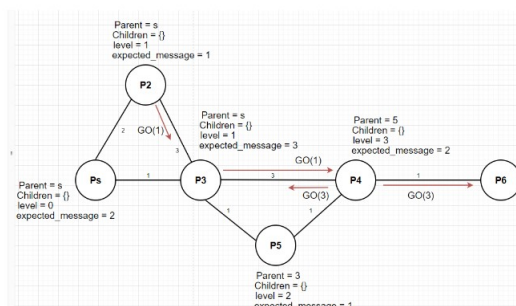 Parent = s
Children = {}
level = 1
expected_message = 1
P2
GO(1)
2
3
Parent = s
Children = {}
level = 1
expected_message = 3
Parent = 5
Children = {}
level = 3
expected_message = 2
GO(1)
Ps
1
P3
3
P4
1
P6
GO(3)
GO(3)
Parent = s
Children = {}
level = 0
expected_message = 2
1
1
P5
Parent = 3
Children = {}
level = 2
expected_message = 1